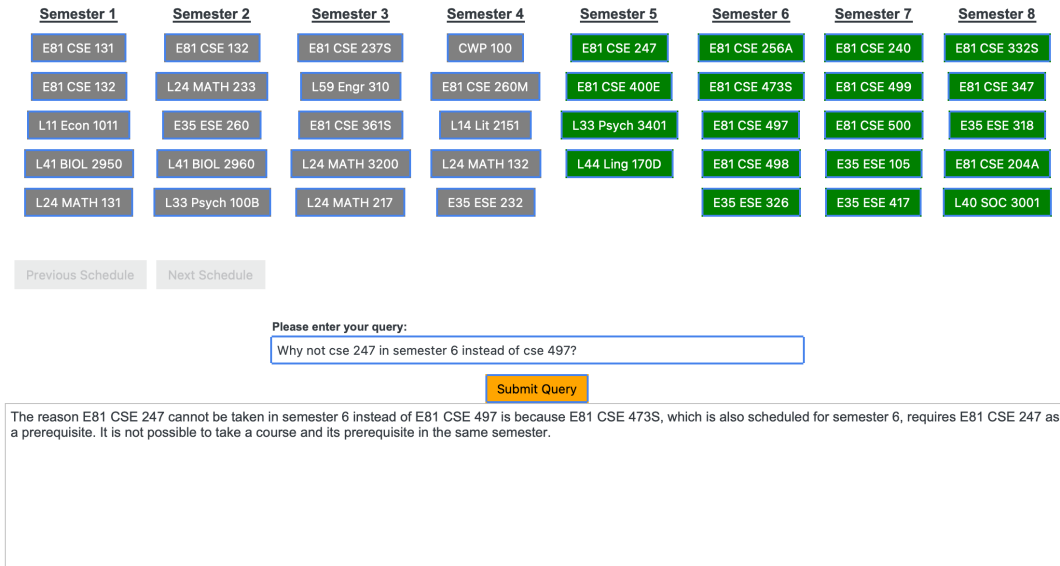 Semester 1 Semester 2 Semester 3 Semester 4 Semester 5 Semester 6 Semester 7 Semester 8
E81 CSE 131 E81 CSE 132 E81 CSE 237S CWP 100 E81 CSE 247 E81 CSE 256A E81 CSE 240 E81 CSE 332S
E81 CSE 132 L24 MATH 233 L59 Engr 310 E81 CSE 260M E81 CSE 400E E81 CSE 473S E81 CSE 499 E81 CSE 347
L11 Econ 1011 E35 ESE 260 E81 CSE 361S L14 Lit 2151 L33 Psych 3401 E81 CSE 497 E81 CSE 500 E35 ESE 318
L41 BIOL 2950 L41 BIOL 2960 L24 MATH 3200 L24 MATH 132 L44 Ling 170D E81 CSE 498 E35 ESE 105 E81 CSE 204A
L24 MATH 131 L33 Psych 100B L24 MATH 217 E35 ESE 232 E35 ESE 326 E35 ESE 417 L40 SOC 3001
Previous Schedule Next Schedule
Please enter your query:
Why not cse 247 in semester 6 instead of cse 497?
Submit Query
The reason E81 CSE 247 cannot be taken in semester 6 instead of E81 CSE 497 is because E81 CSE 473S, which is also scheduled for semester 6, requires E81 CSE 247 as
a prerequisite. It is not possible to take a course and its prerequisite in the same semester.